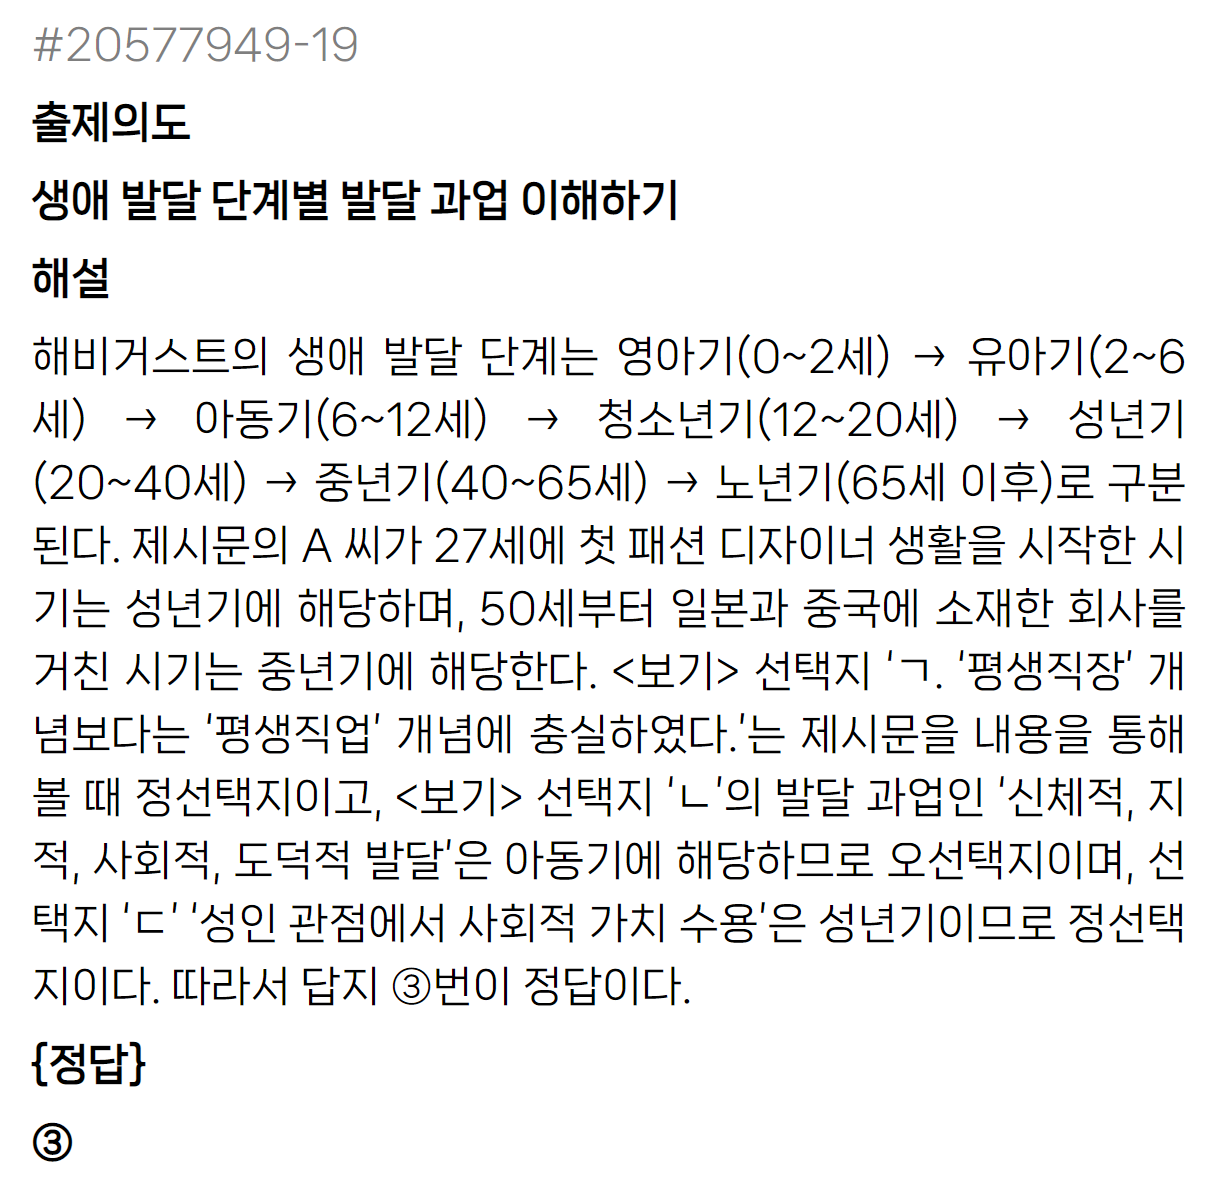 #20577949-19
출제의도
생애 발달 단계별 발달 과업 이해하기
해설
해비거스트의 생애 발달 단계는 영아기(0~2세) → 유아기(2~6
세) → 아동기(6~12세) → 청소년기(12~20세) → 성년기
(20~40세) → 중년기(40~65세) → 노년기(65세 이후)로 구분
된다. 제시문의 A 씨가 27세에 첫 패션 디자이너 생활을 시작한 시
기는 성년기에 해당하며, 50세부터 일본과 중국에 소재한 회사를
거친 시기는 중년기에 해당한다. <보기> 선택지 ‘ㄱ. ‘평생직장’ 개
념보다는 ‘평생직업’ 개념에 충실하였다.’는 제시문을 내용을 통해
볼 때 정선택지이고, <보기> 선택지 ‘ㄴ’의 발달 과업인 ‘신체적, 지
적, 사회적, 도덕적 발달’은 아동기에 해당하므로 오선택지이며, 선
택지 ‘ㄷ’ ‘성인 관점에서 사회적 가치 수용’은 성년기이므로 정선택
지이다. 따라서 답지 ③번이 정답이다.
{정답}
③